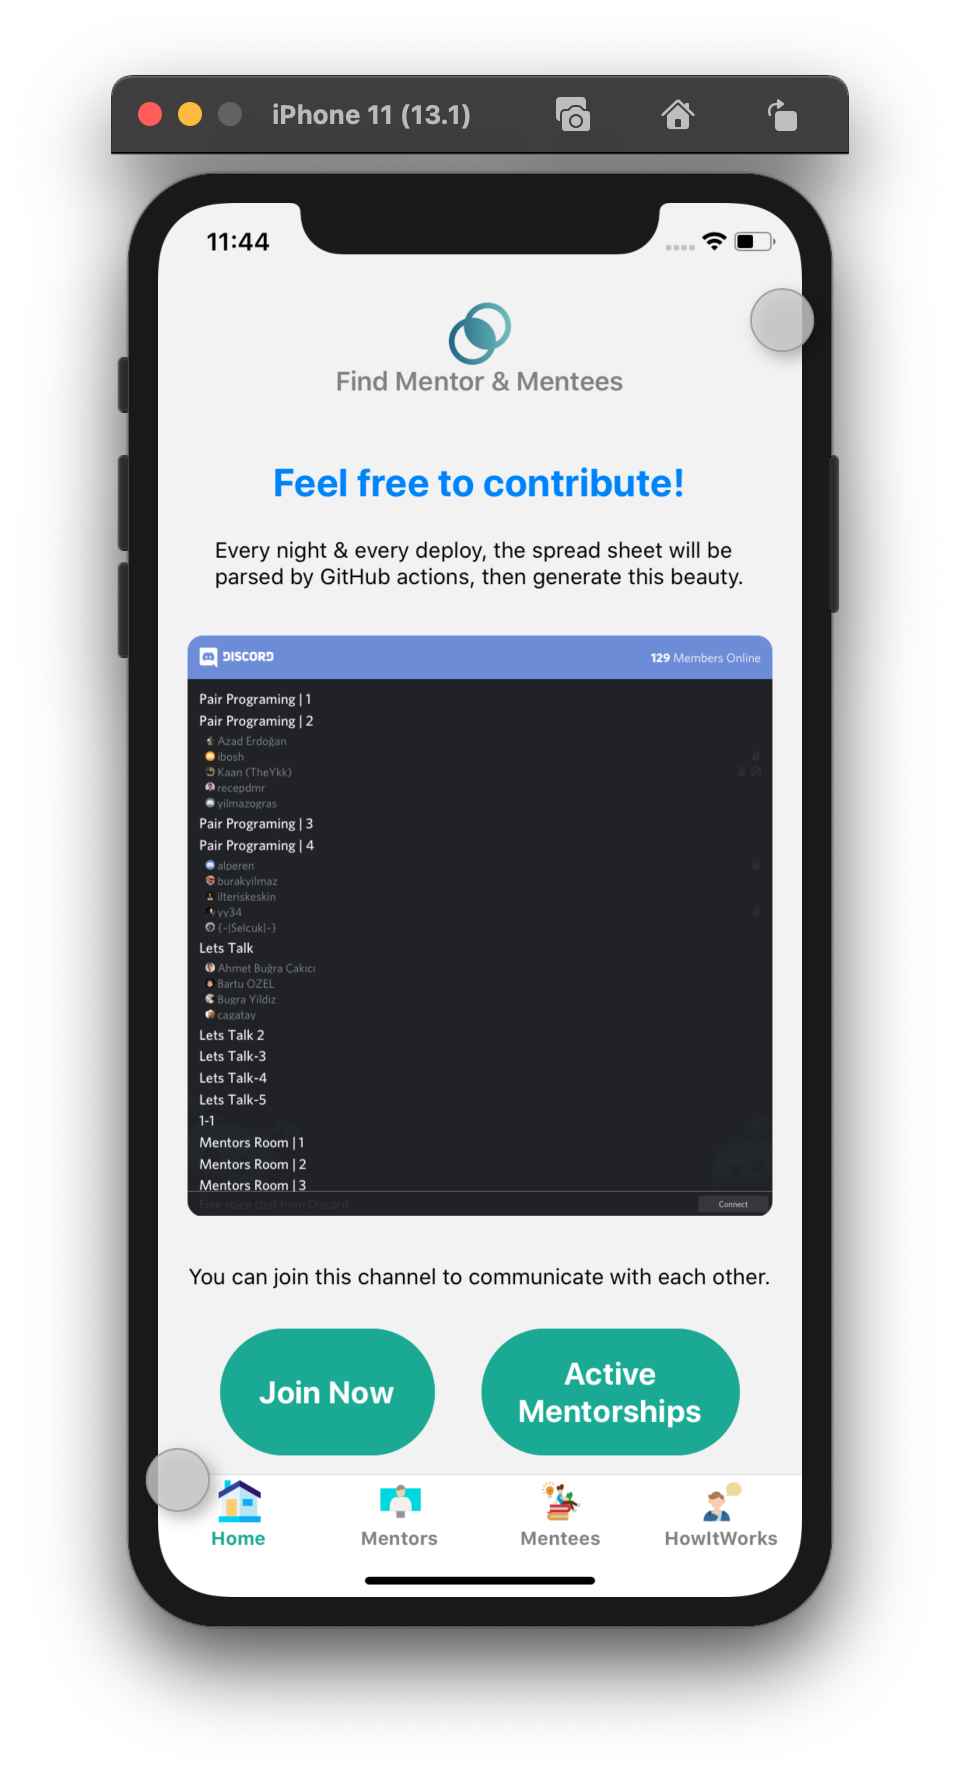 iPhone 11 (13.1)
11:44
Find Mentor & Mentees
Feel free to contribute!
Every night & every deploy, the spread sheet will be
parsed by GitHub actions, then generate this beauty.
DISCORD
129 Members Online
Pair Programing | 1
Pair Programing | 2
Azad Erdoğan
ibosh
Kaan (TheYkk)
recepdmr
yilmazogras
Pair Programing | 3
Pair Programing | 4
alperen
burakyilmaz
ilteriskeskin
yy34
{-|Selcuk|-}
Lets Talk
Ahmet Buğra Cakıcı
Bartu OZEL
Bugra Yildiz
cagatay
Lets Talk 2
Lets Talk-3
Lets Talk-4
Lets Talk-5
1-1
Mentors Room | 1
Mentors Room | 2
Mentors Room | 3
Free voice chat from Discord
Connect
You can join this channel to communicate with each other.
Join Now
Active
Mentorships
Home
Mentors
Mentees
HowItWorks